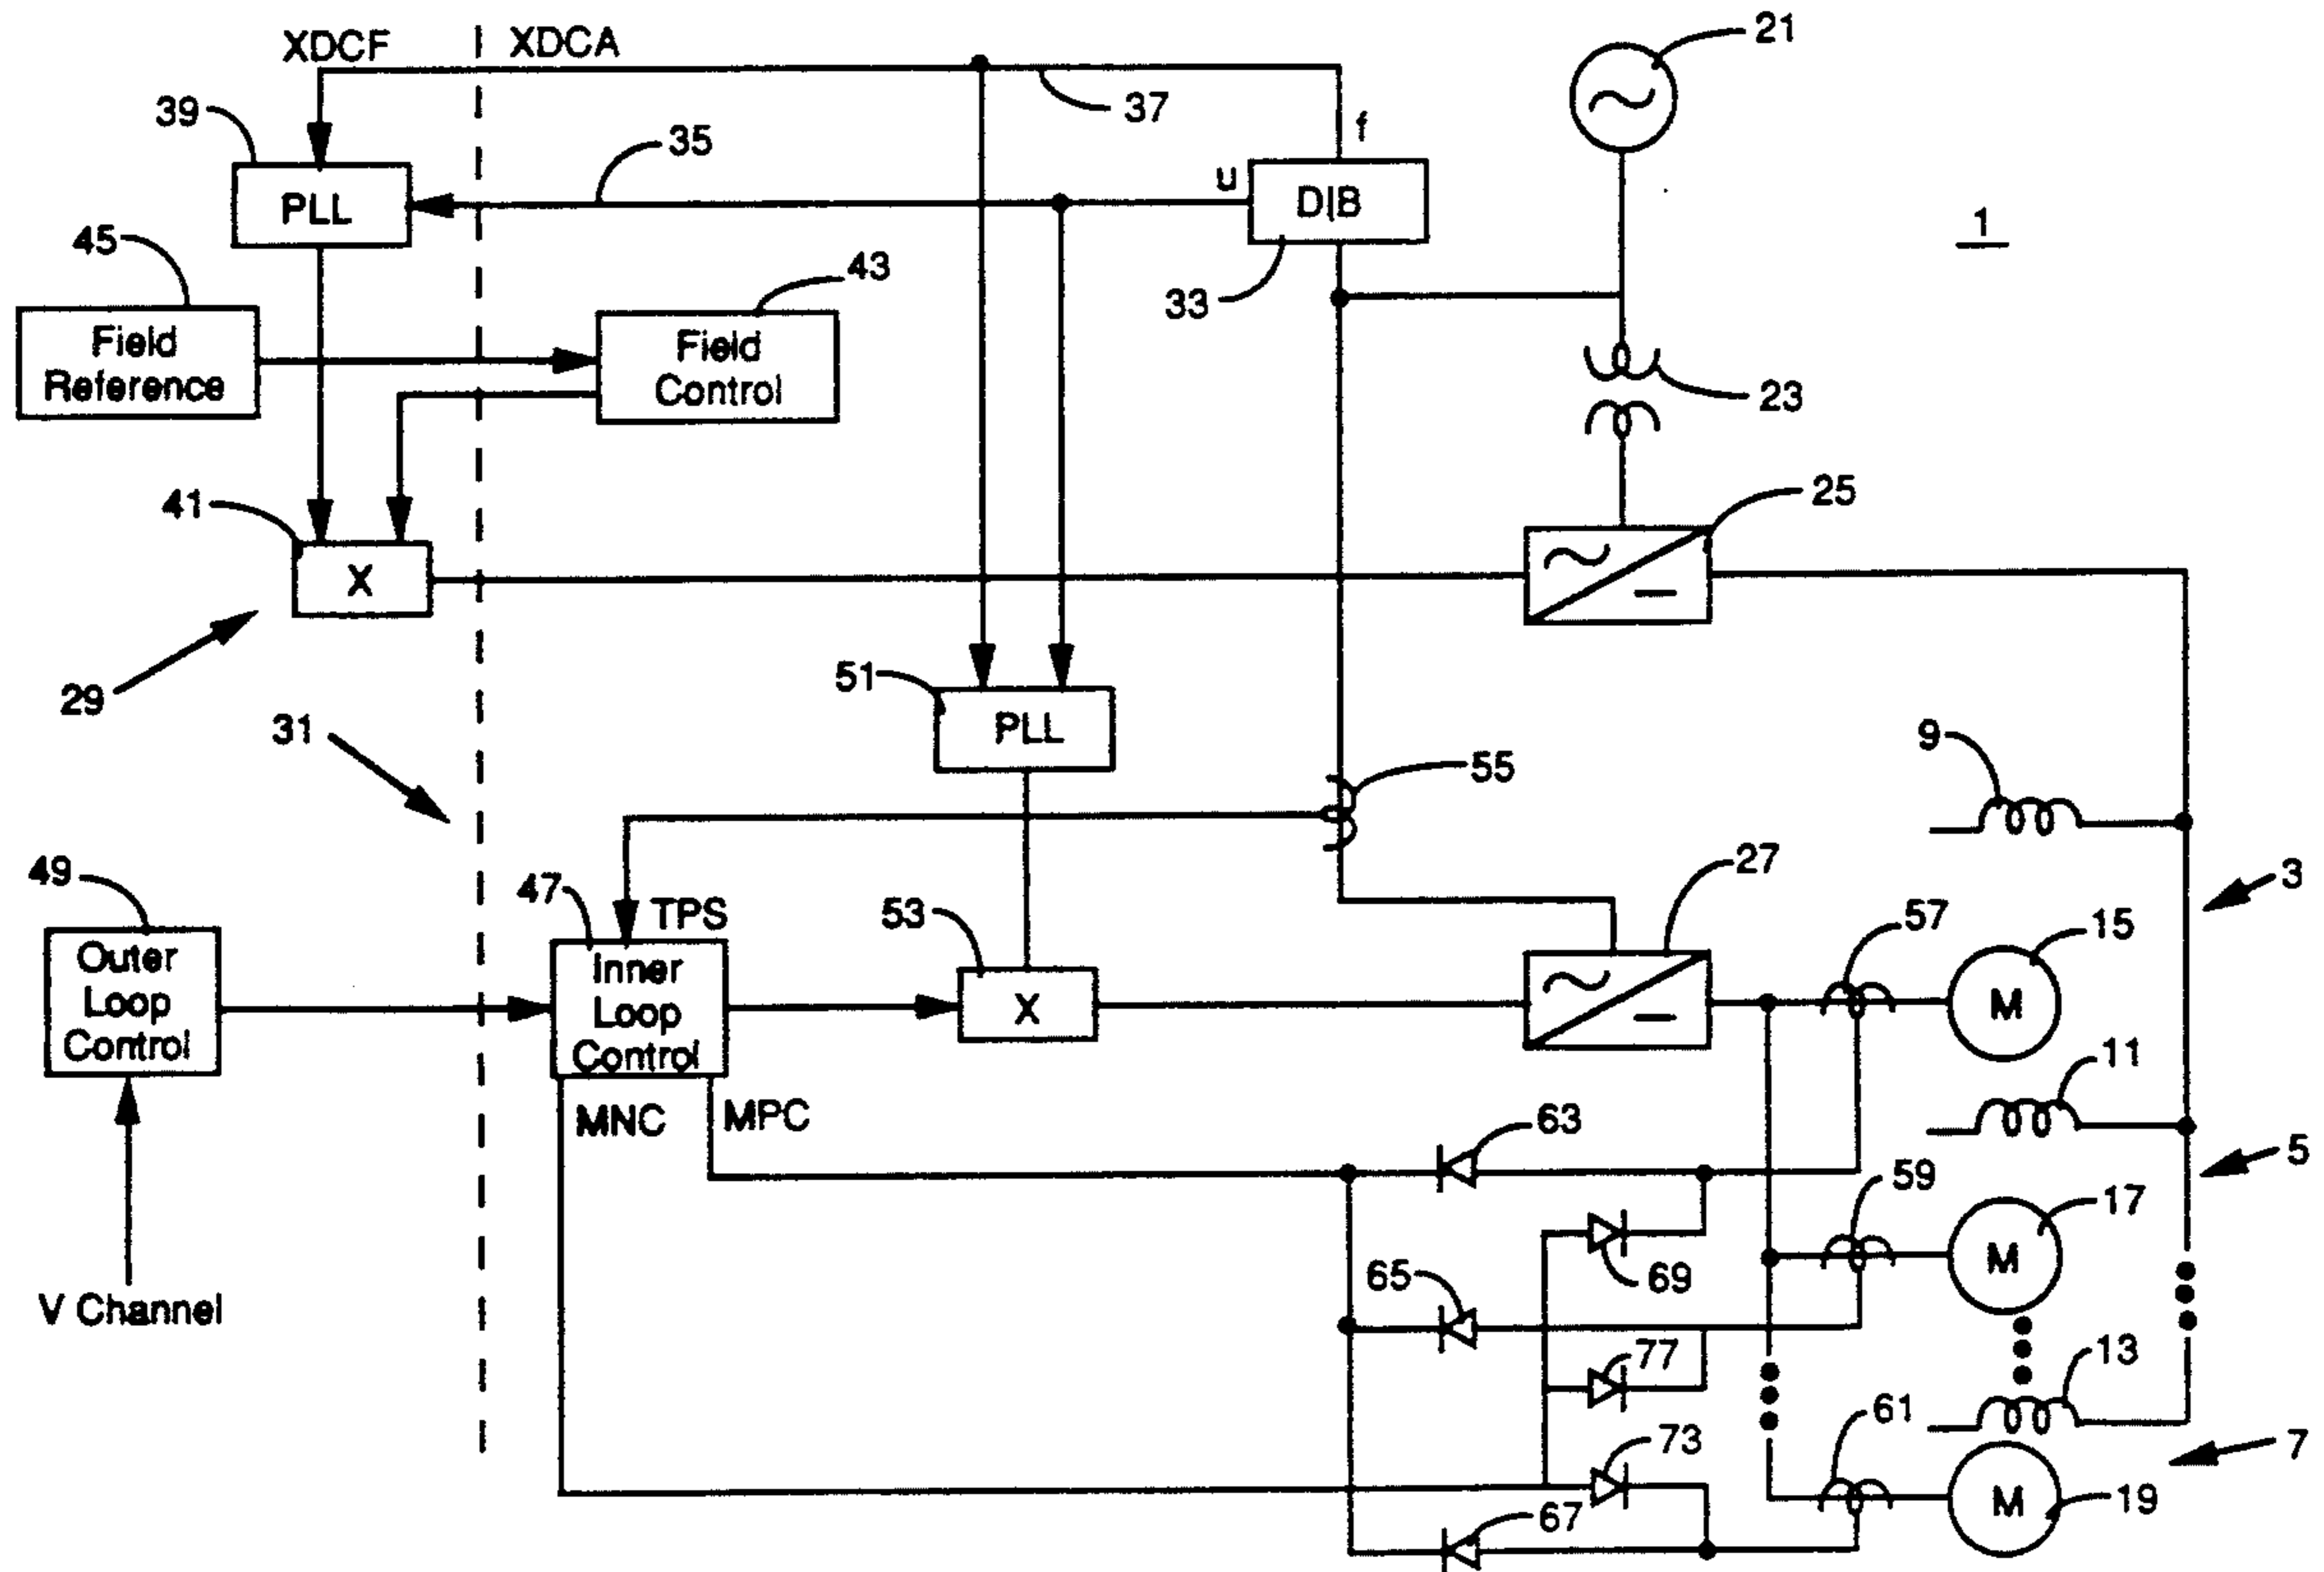 XDCF
XDCA
21
39
37
35
f
u
PLL
DIB
1
45
43
33
Field
Reference
Field
Control
23
41
25
X
29
51
31
PLL
9
55
49
47
TPS
53
27
3
57
15
Outer
Loop
Control
Inner
Loop
Control
X
M
11
MNC
MPC
63
5
59
17
V Channel
65
69
M
77
13
61
73
7
67
M
19